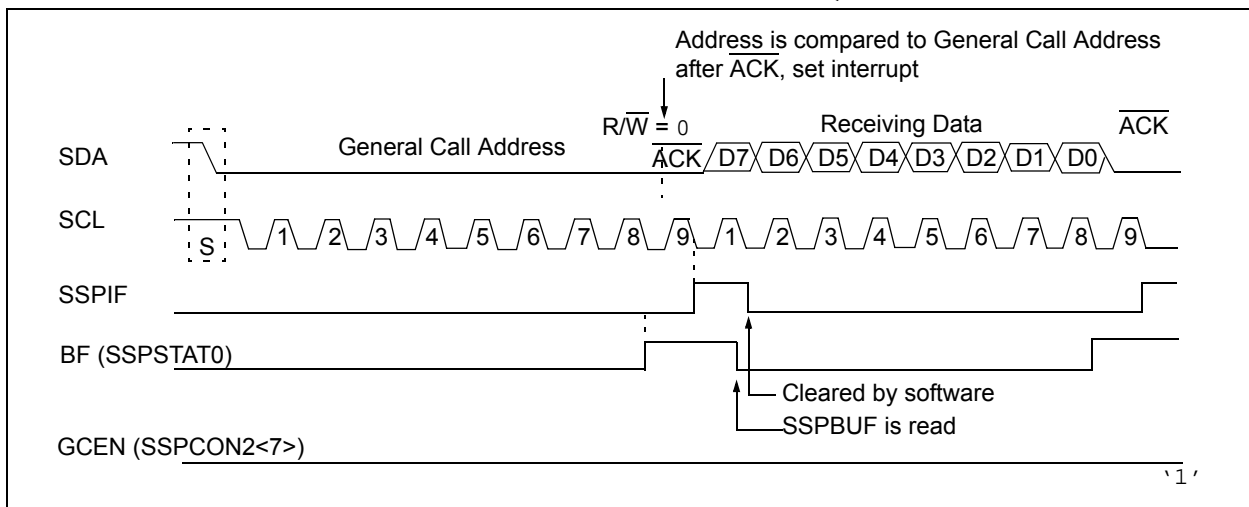 Address is compared to General Call Address
after ACK, set interrupt
R/W = 0
Receiving Data
ACK
SDA
General Call Address
ACK
D7 D6 D5 D4 D3 D2 D1 D0
SCL
S
1 2 3 4 5 6 7 8 9 1 2 3 4 5 6 7 8 9
SSPIF
BF (SSPSTAT0)
Cleared by software
SSPBUF is read
GCEN (SSPCON2<7>)
‘1’